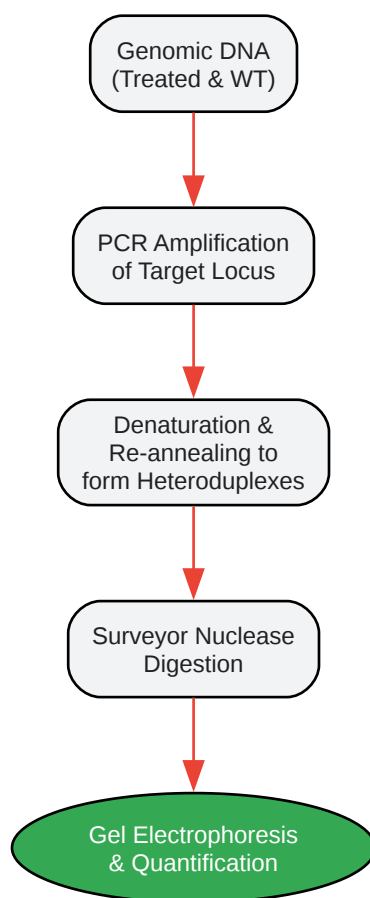 Genomic DNA
(Treated & WT)
PCR Amplification
of Target Locus
Denaturation &
Re-annealing to
form Heteroduplexes
Surveyor Nuclease
Digestion
Gel Electrophoresis
& Quantification